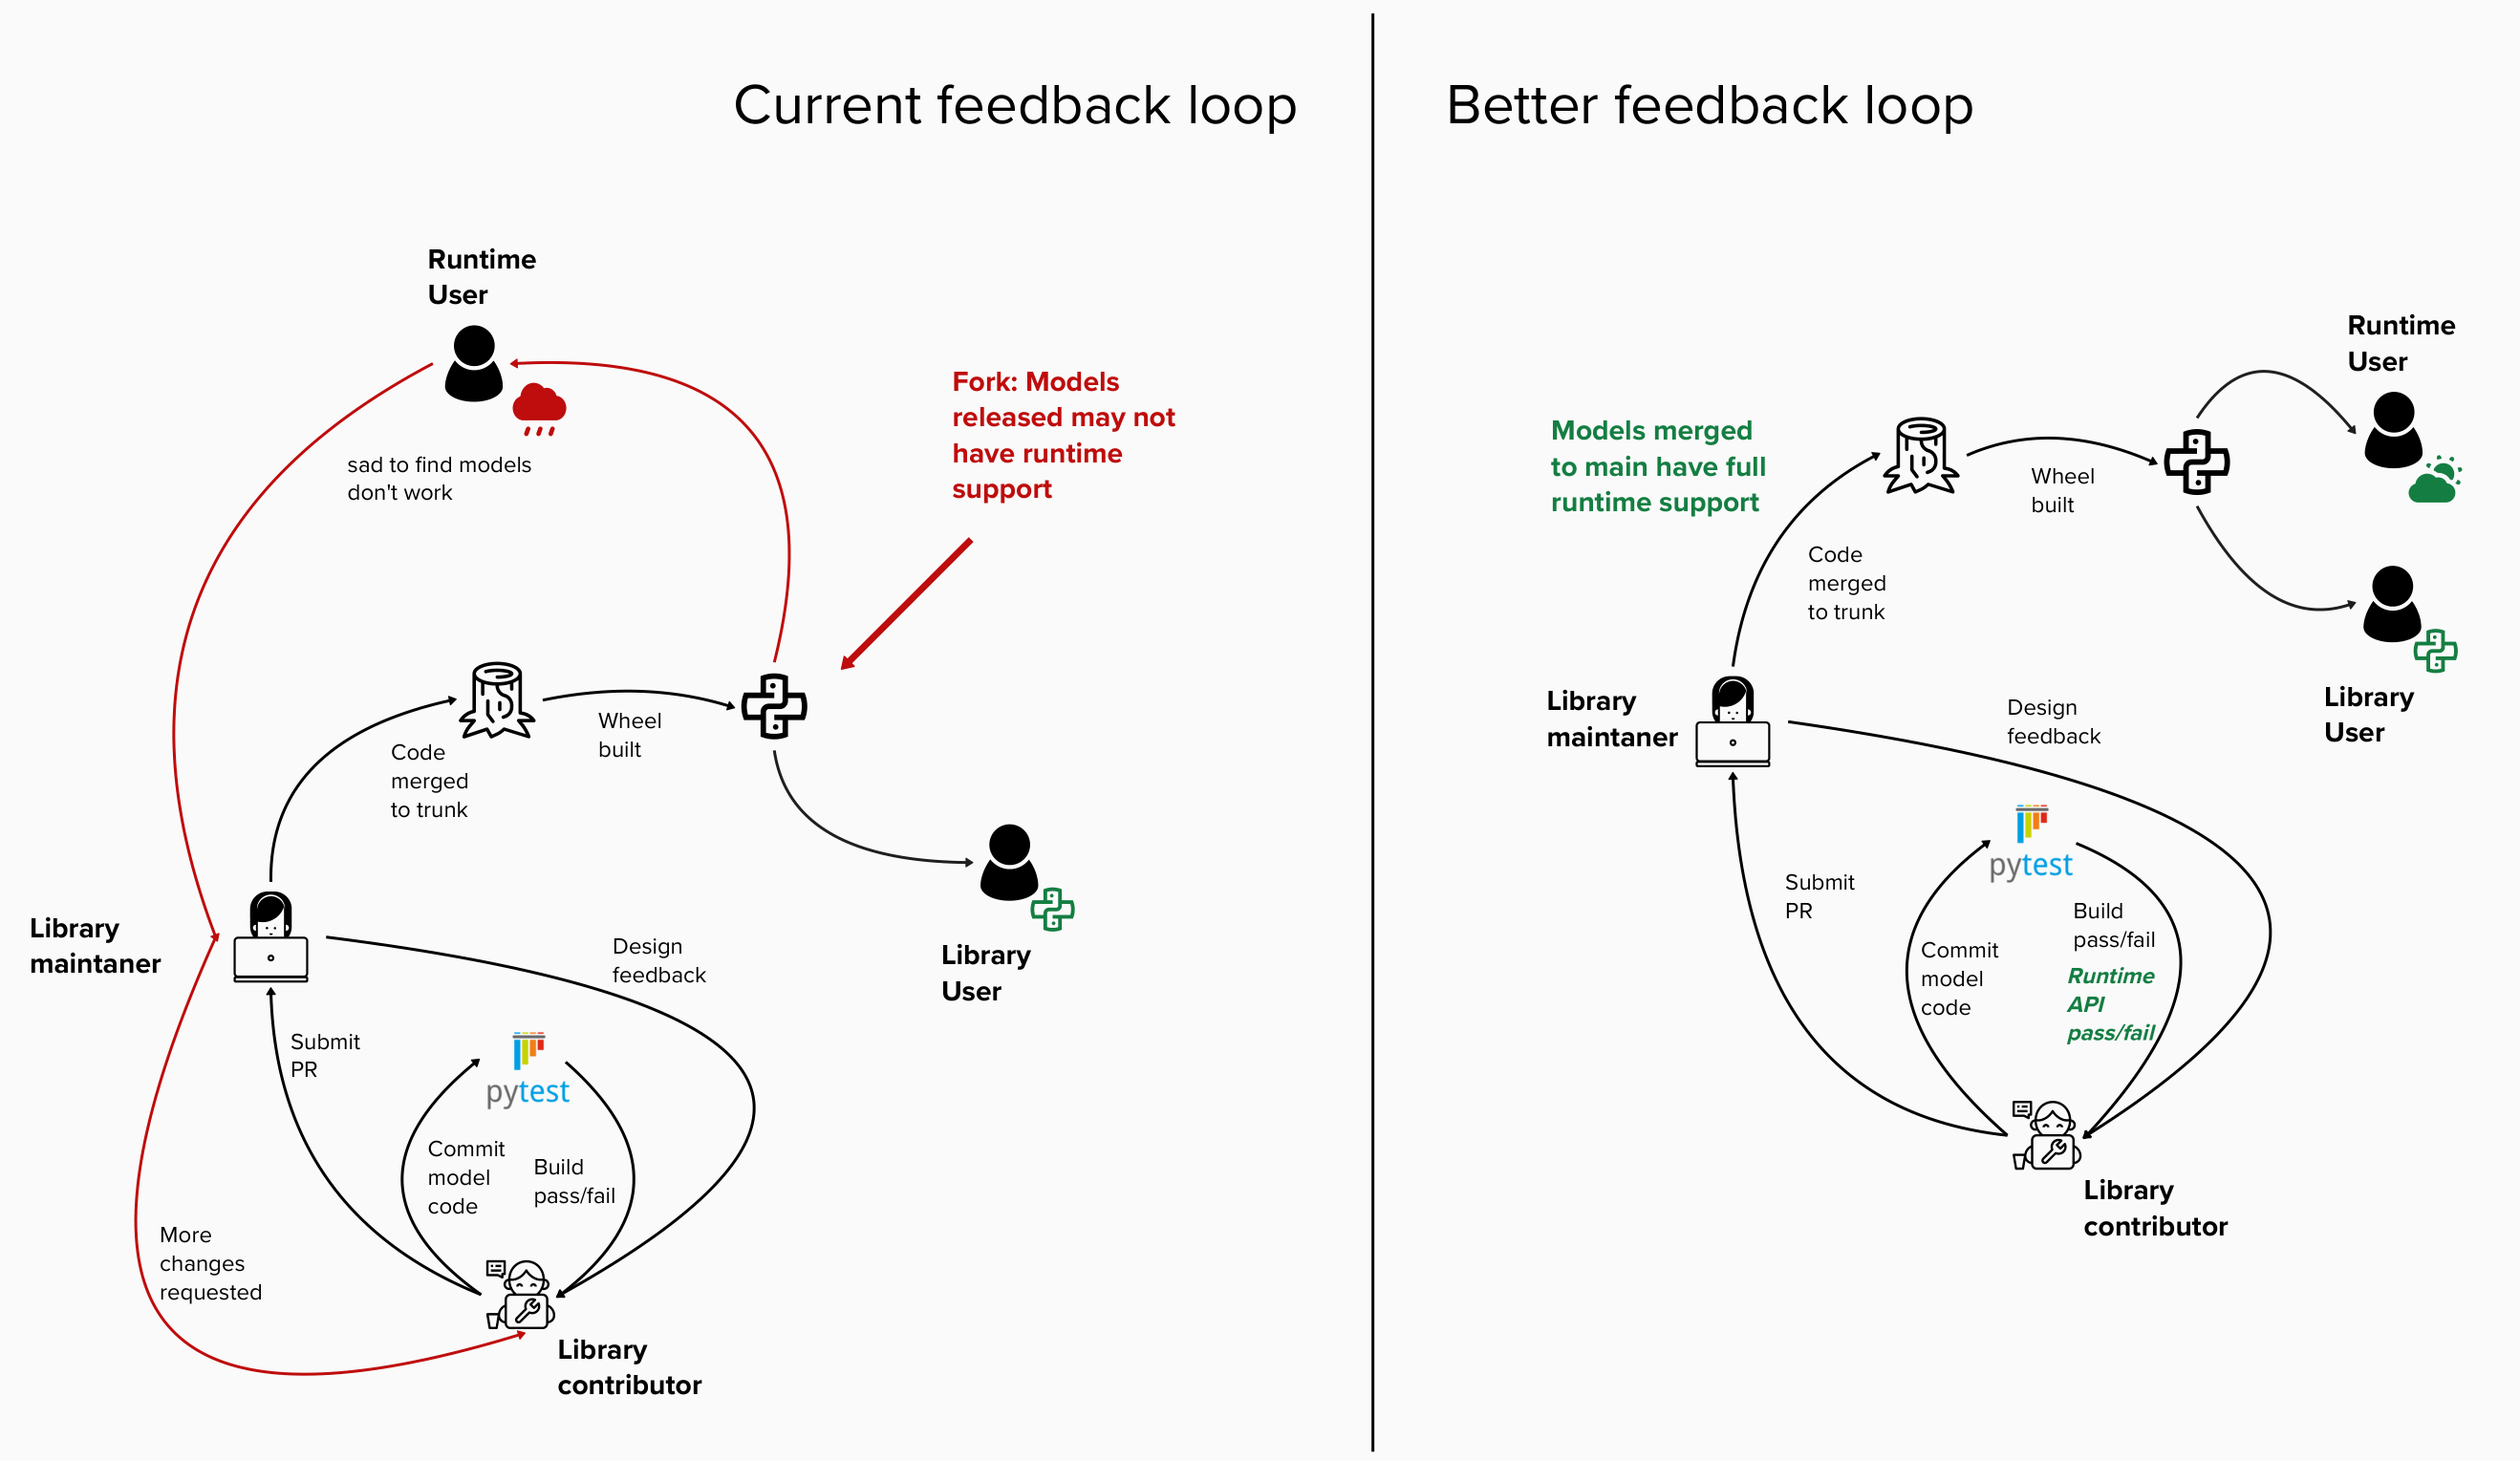 Current feedback loop
Runtime
User
sad to find models
don't work
Fork: Models
released may not
have runtime
support
Code
merged
to trunk
Wheel
built
Library
maintaner
Design
feedback
Library
User
Submit
PR
pytest
Commit
model
code
Build
pass/fail
More
changes
requested
Library
contributor
Better feedback loop
Runtime
User
Models merged
to main have full
runtime support
Wheel
built
Code
merged
to trunk
Library
maintaner
Design
feedback
Library
User
pytest
Submit
PR
Commit
model
code
Build
pass/fail
Runtime
API
pass/fail
Library
contributor